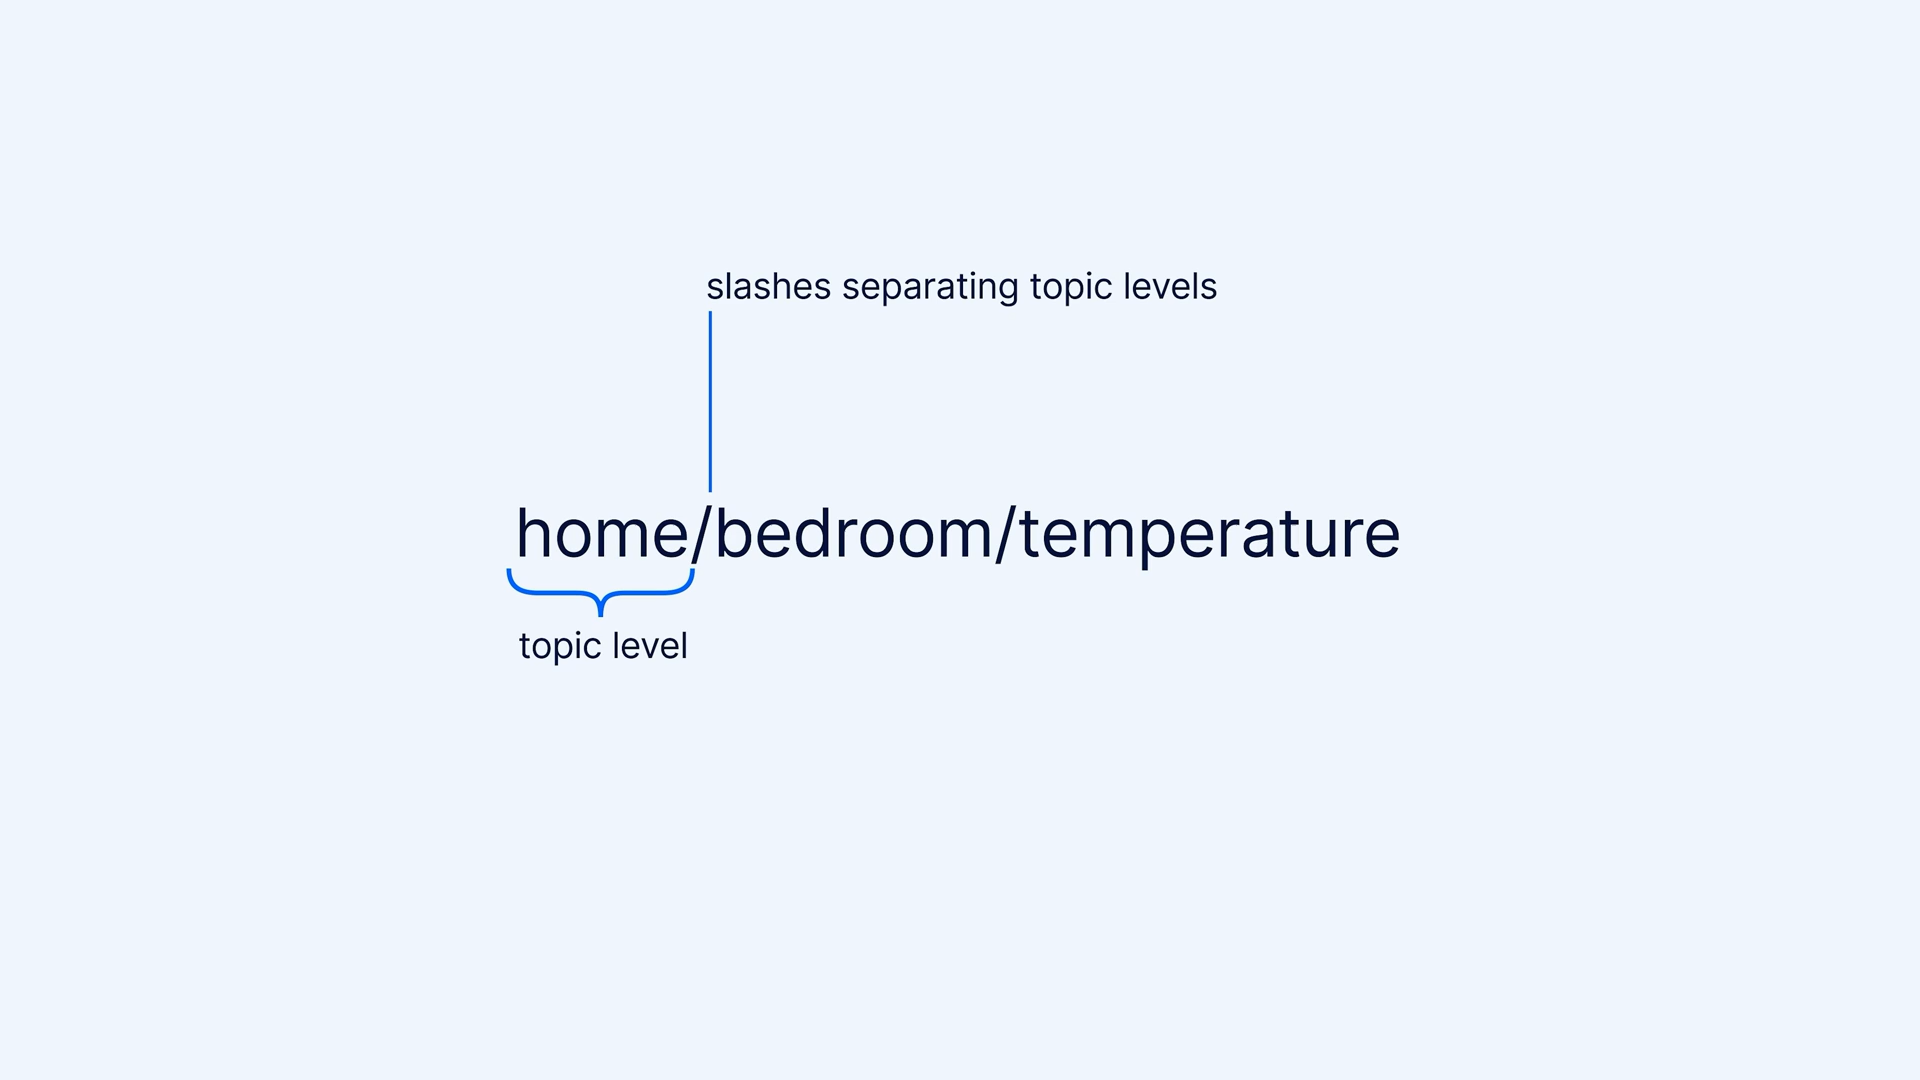 slashes separating topic levels
home/bedroom/temperature
topic level